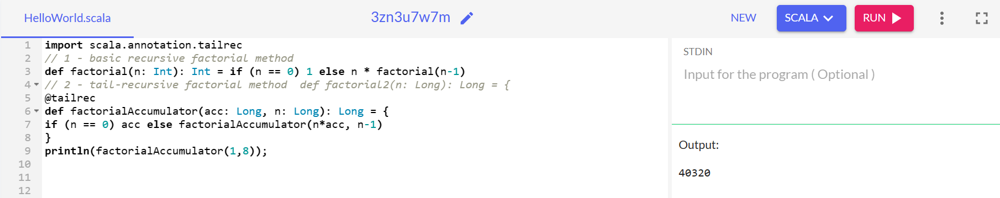 HelloWorld.scala
3zn3u7w7m
NEW
SCALA
RUN
1 import scala.annotation.tailrec
2 // 1 - basic recursive factorial method
3 def factorial(n: Int): Int = if (n == 0) 1 else n * factorial(n-1)
4 // 2 - tail-recursive factorial method  def factorial2(n: Long): Long = {
5 @tailrec
6 def factorialAccumulator(acc: Long, n: Long): Long = {
7 if (n == 0) acc else factorialAccumulator(n*acc, n-1)
8 }
9 println(factorialAccumulator(1,8));
10
11
12
STDIN
Input for the program ( Optional )
Output:
40320